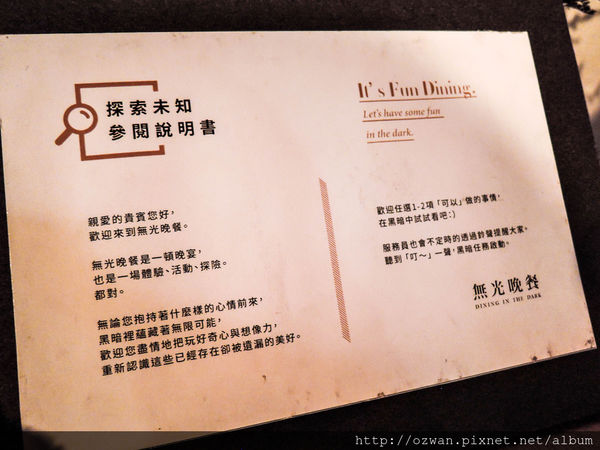 探索未知
參閱說明書
親愛的貴賓您好，
歡迎來到無光晚餐。
無光晚餐是一頓晚宴，
也是一場體驗、活動、探險。
都對。
無論您抱持著什麼樣的心情前來，
黑暗裡蘊藏著無限可能，
歡迎您盡情地把玩好奇心與想像力，
重新認識這些已經存在卻被遺漏的美好。
It's Fun Dining.
Let's have some fun
in the dark.
歡迎任選1-2項「可以」做的事情，
在黑暗中試試看吧：）
服務員也會不定時的透過鈴聲提醒大家。
聽到「叮～」一聲，黑暗任務啟動。
無光晚餐
DINING IN THE DARK
http://ozwan.pixnet.net/album